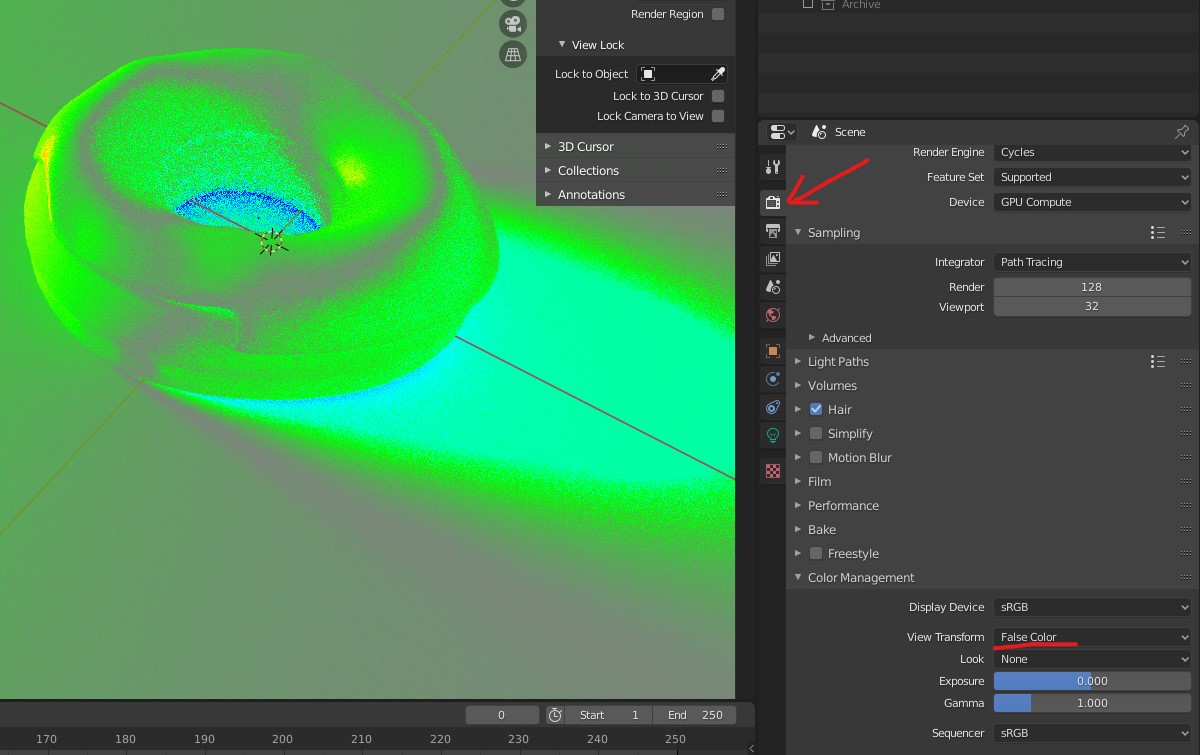 Archive
Render Region
View Lock
Lock to Object
Lock to 3D Cursor
Lock Camera to View
3D Cursor
Collections
Annotations
Scene
Render Engine Cycles
Feature Set Supported
Device GPU Compute
Sampling
Integrator Path Tracing
Render 128
Viewport 32
Advanced
Light Paths
Volumes
Hair
Simplify
Motion Blur
Film
Performance
Bake
Freestyle
Color Management
Display Device sRGB
View Transform False Color
Look None
Exposure 0.000
Gamma 1.000
Sequencer sRGB
0 Start 1 End 250
170 180 190 200 210 220 230 240 250